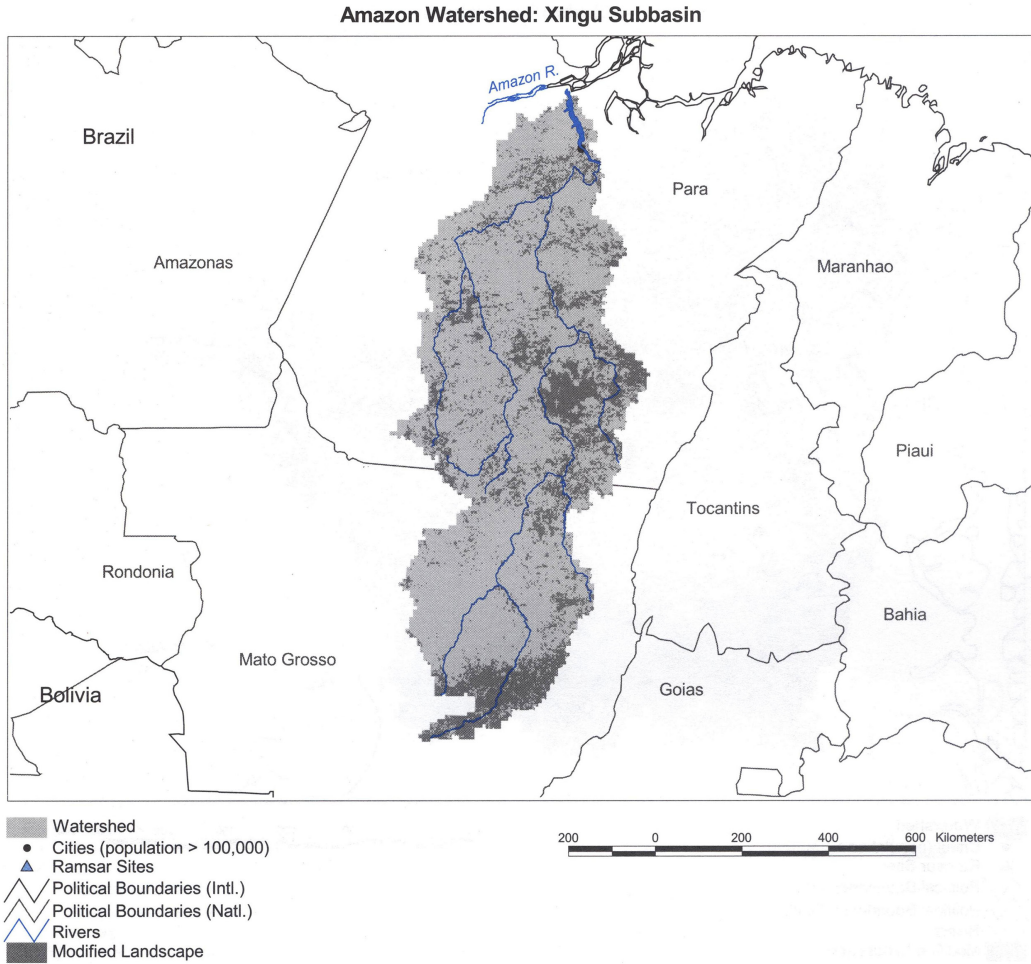 Amazon Watershed: Xingu Subbasin
Amazon R.
Brazil
Para
Amazonas
Maranhao
Piaui
Tocantins
Rondonia
Bahia
Mato Grosso
Goias
Bolivia
Watershed
Cities (population > 100,000)
Ramsar Sites
Political Boundaries (Intl.)
Political Boundaries (Natl.)
Rivers
Modified Landscape
200 0 200 400 600 Kilometers